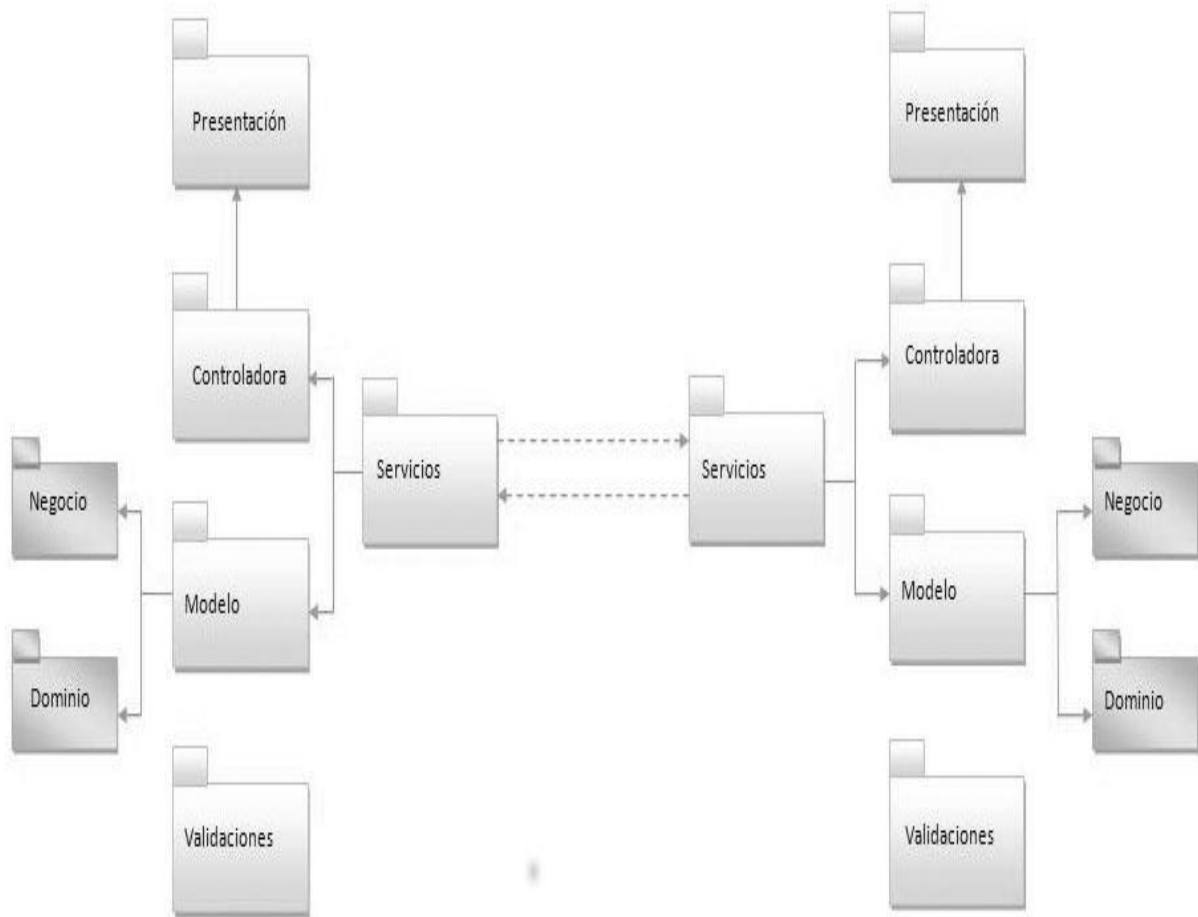 Presentación
Presentación
Controladora
Controladora
Servicios
Servicios
Negocio
Negocio
Modelo
Modelo
Dominio
Dominio
Validaciones
Validaciones